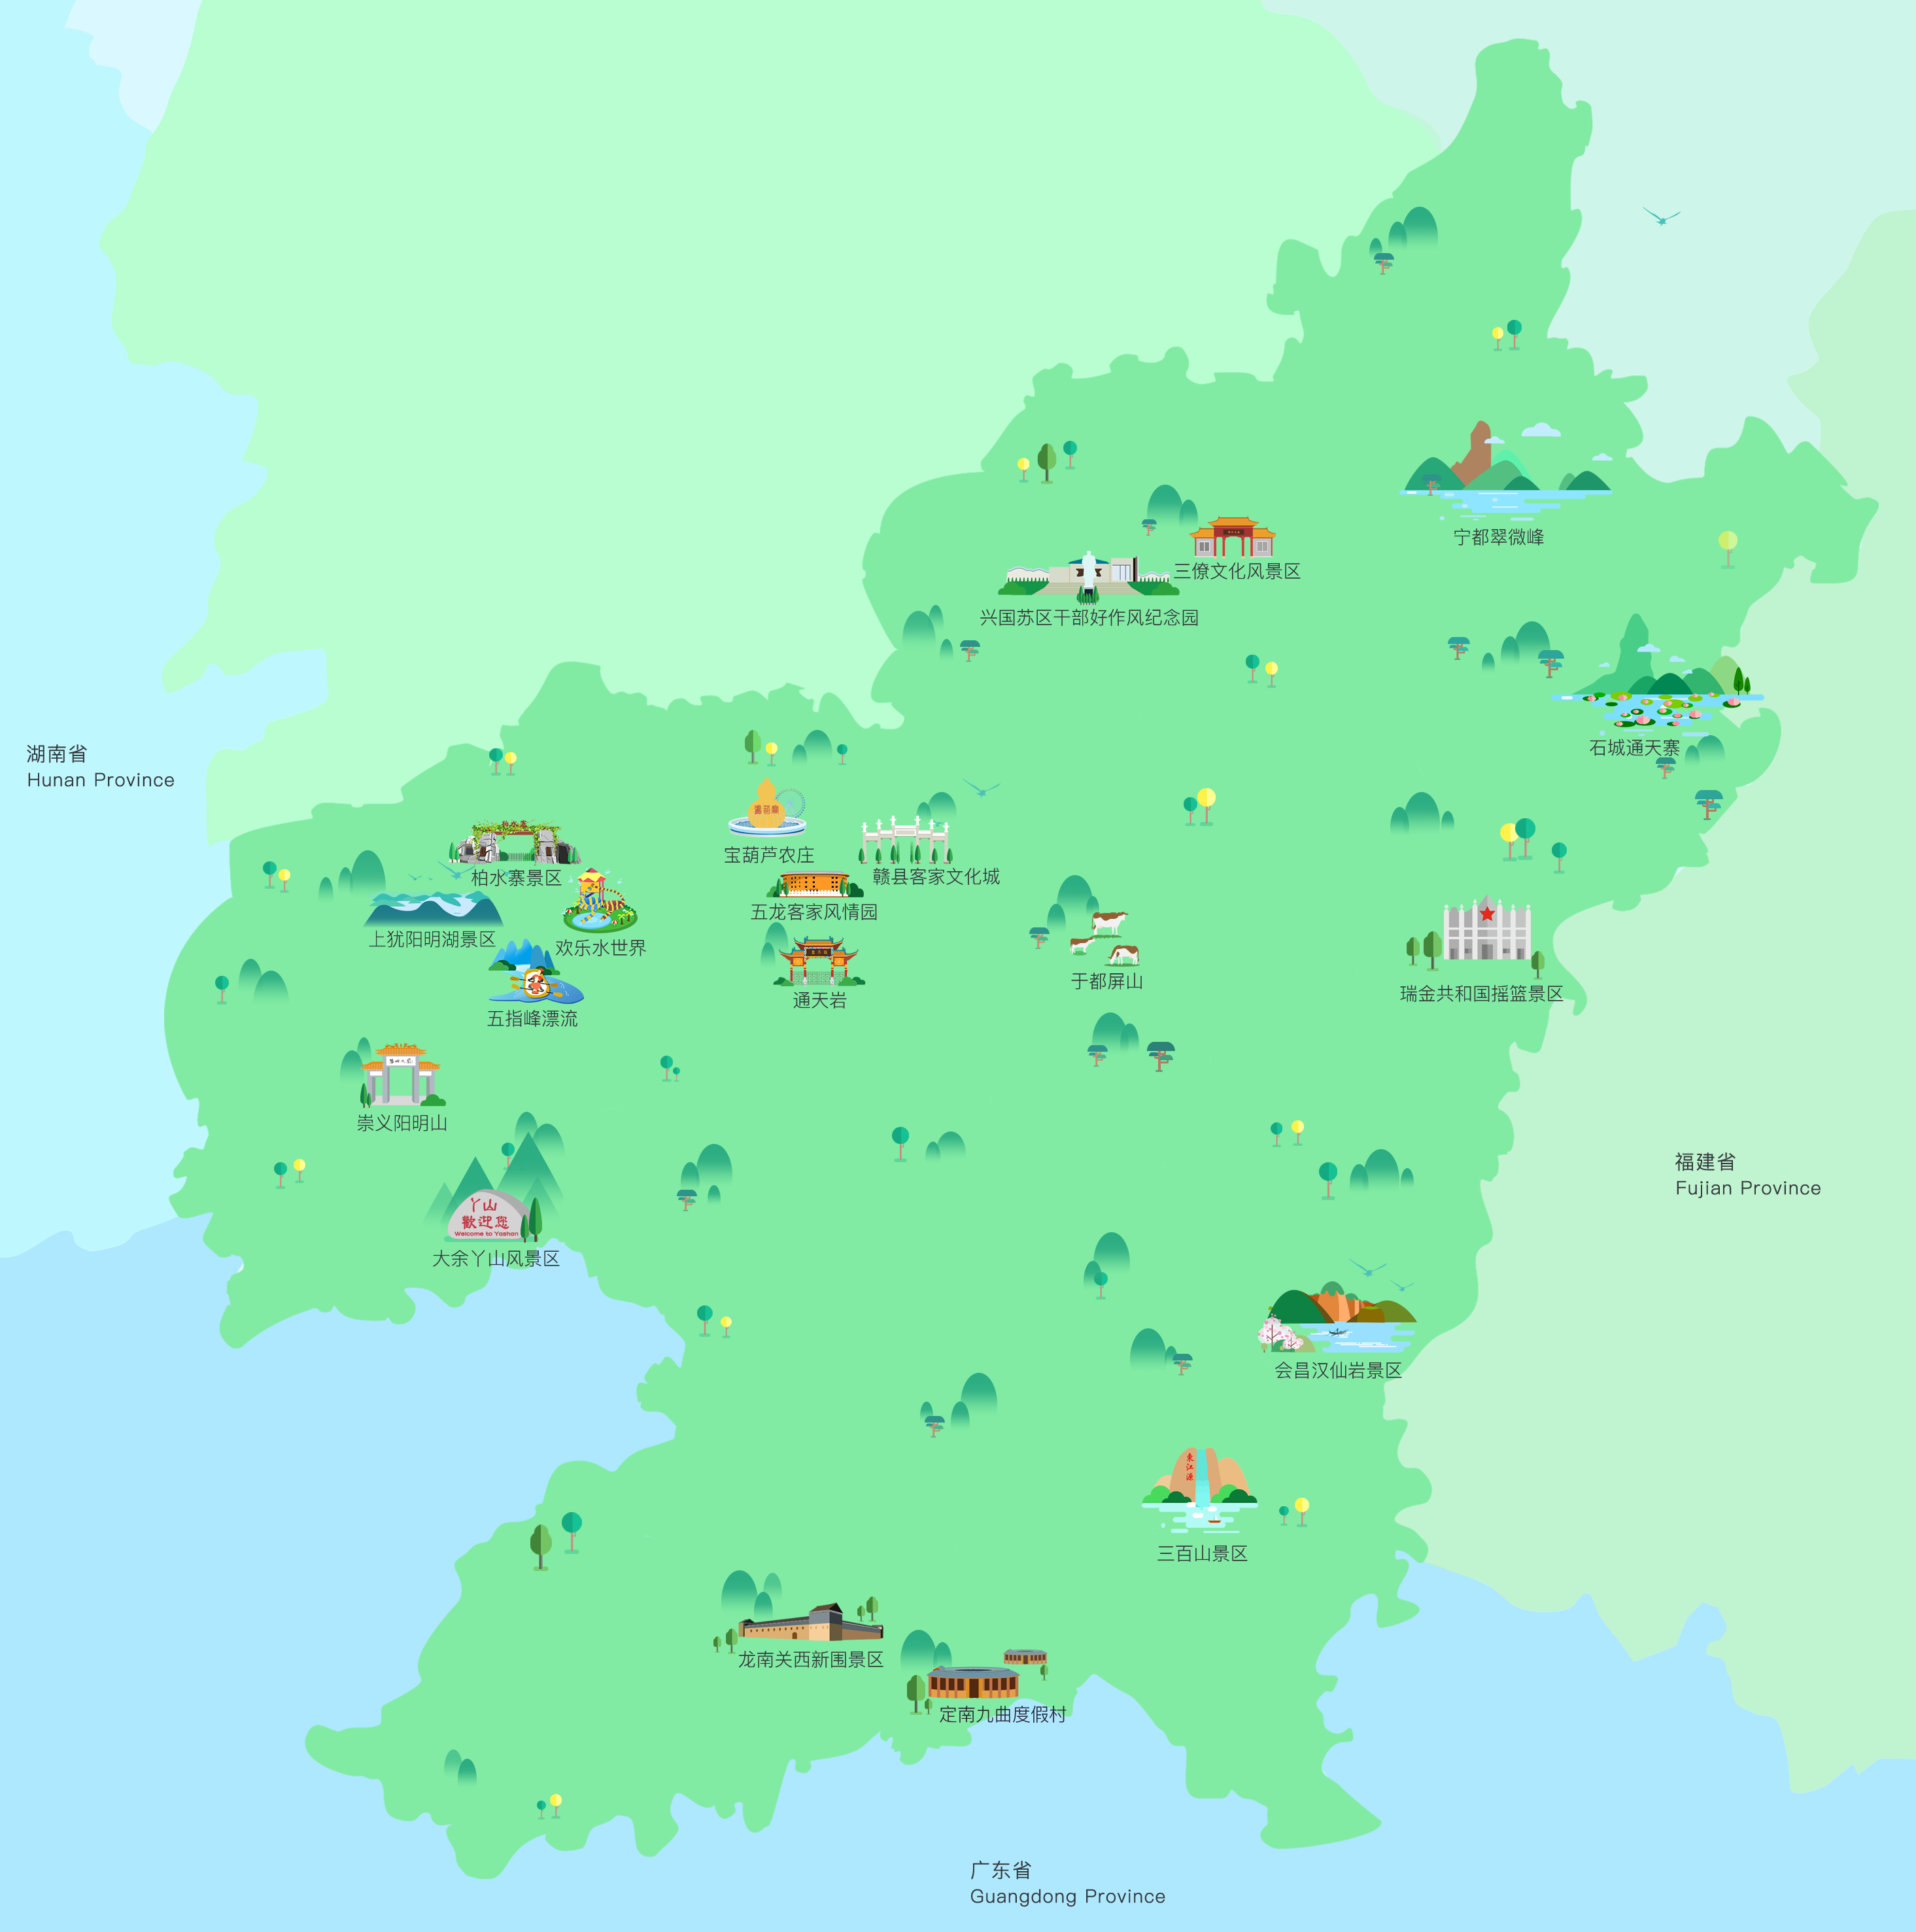 宁都翠微峰
三僚文化风景区
兴国苏区干部好作风纪念园
石城通天寨
湖南省
Hunan Province
宝葫芦农庄
柏水寨景区
赣县客家文化城
五龙客家风情园
上犹阳明湖景区
欢乐水世界
于都屏山
瑞金共和国摇篮景区
通天岩
五指峰漂流
崇义阳明山
福建省
Fujian Province
丫山
歡迎您
Welcome to Yashan
大余丫山风景区
会昌汉仙岩景区
東江源
三百山景区
龙南关西新围景区
定南九曲度假村
广东省
Guangdong Province